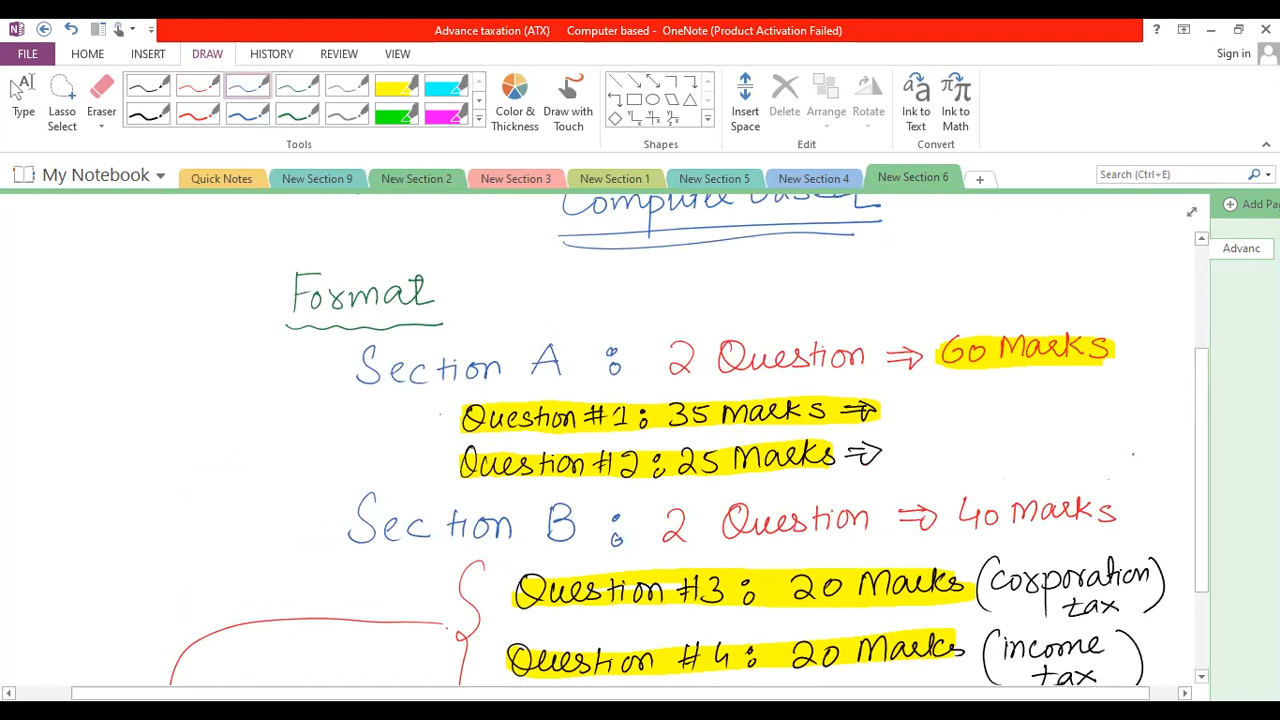 Advance taxation (ATX) Computer based - OneNote (Product Activation Failed)
Sign in
FILE HOME INSERT DRAW HISTORY REVIEW VIEW
Type Lasso Select Eraser Color & Thickness Draw with Touch Insert Space Delete Arrange Rotate Ink to Text Ink to Math
Tools Shapes Edit Convert
My Notebook Quick Notes New Section 9 New Section 2 New Section 3 New Section 1 New Section 5 New Section 4 New Section 6 Search (Ctrl+E)
Add Pa
Advanc
Computer based
Format
Section A : 2 Question ⇒ 60 Marks
Question #1 : 35 Marks ⇒
Question #2 : 25 Marks ⇒
Section B : 2 Question ⇒ 40 Marks
Question #3 : 20 Marks (corporation tax
Question #4 : 20 Marks (income tax)